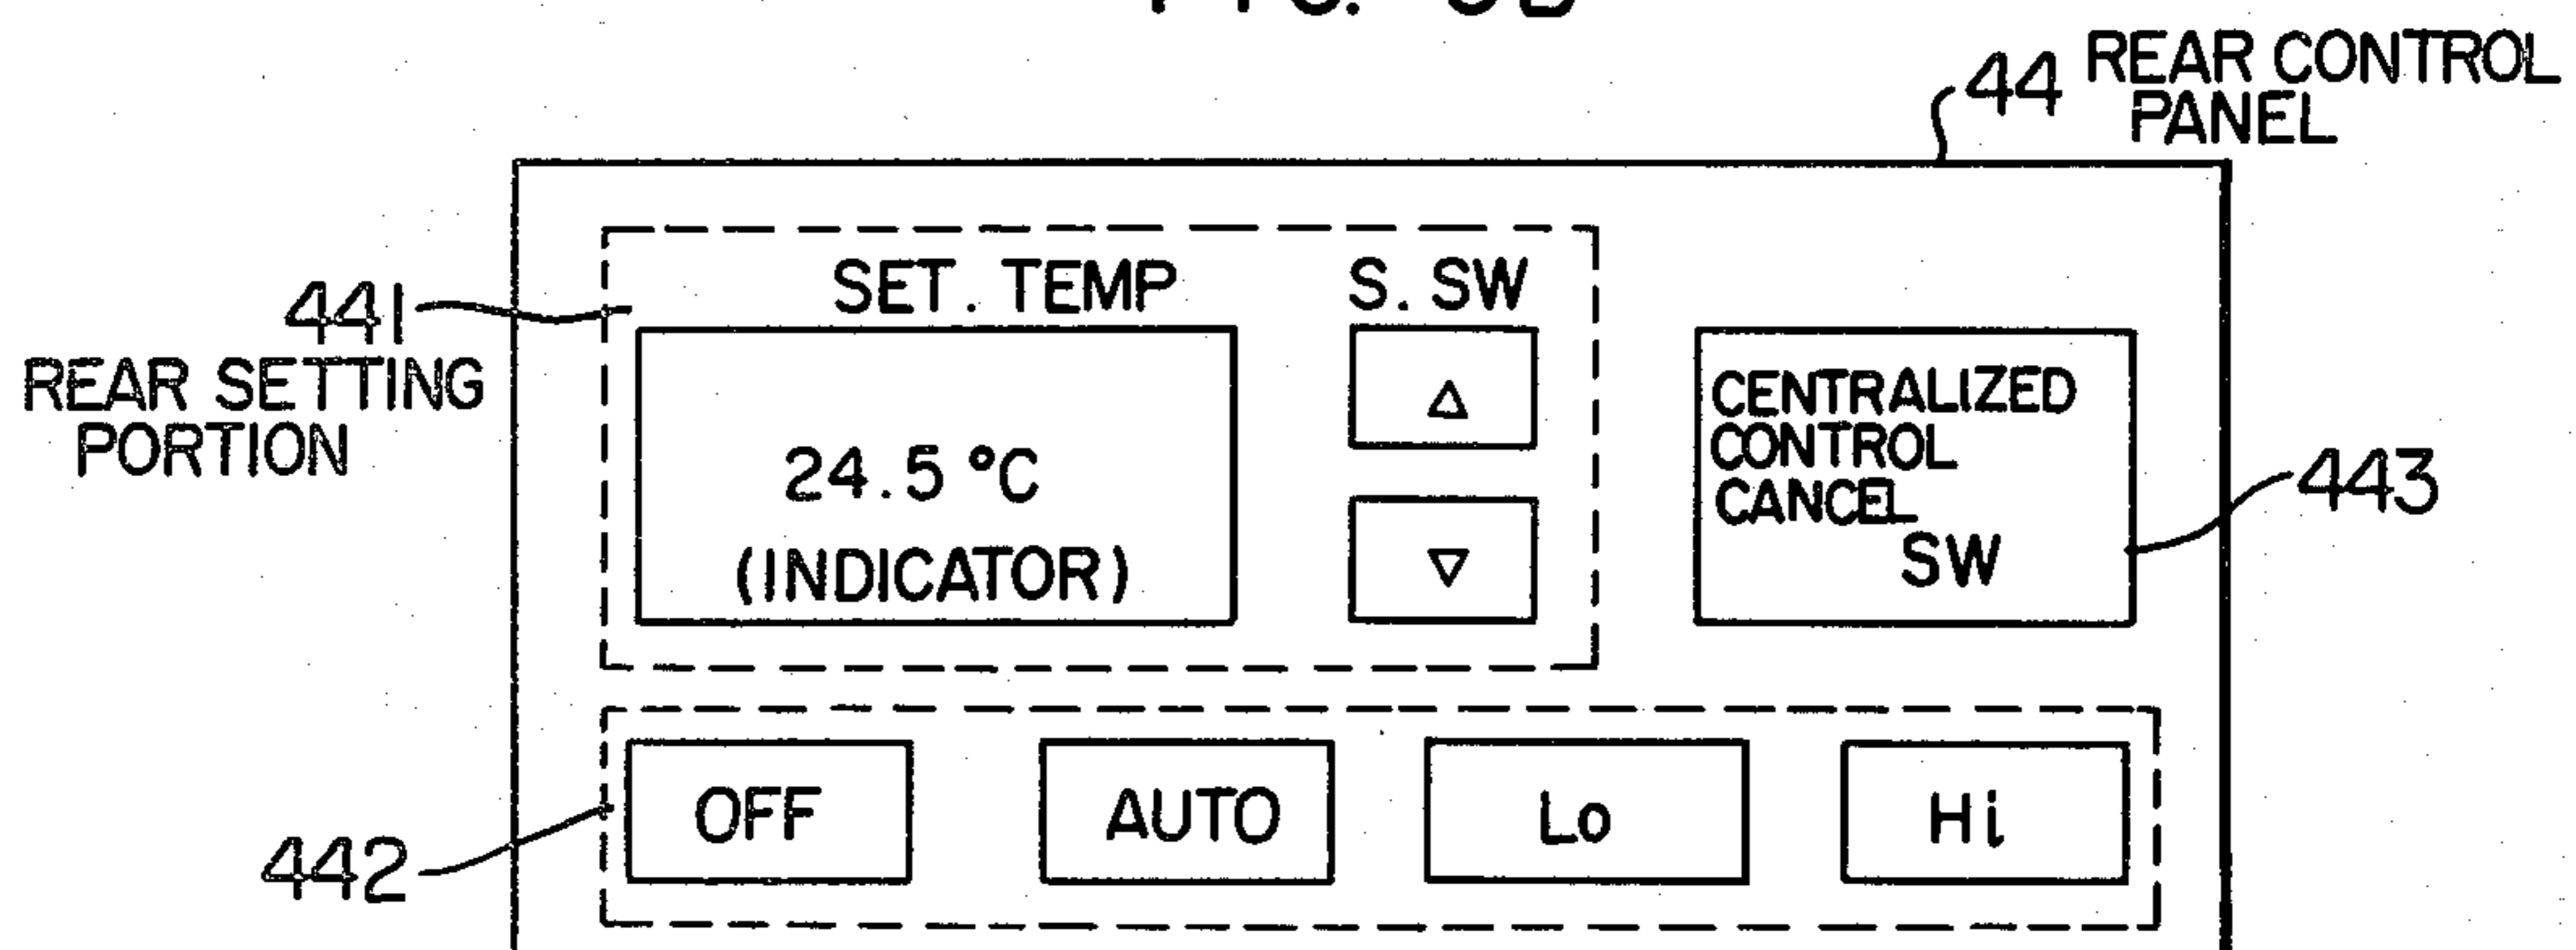 44 REAR CONTROL
PANEL
SET. TEMP
S. SW
441
REAR SETTING
PORTION
24.5 °C
(INDICATOR)
△
▽
CENTRALIZED
CONTROL
CANCEL
SW
443
442
OFF
AUTO
Lo
Hi